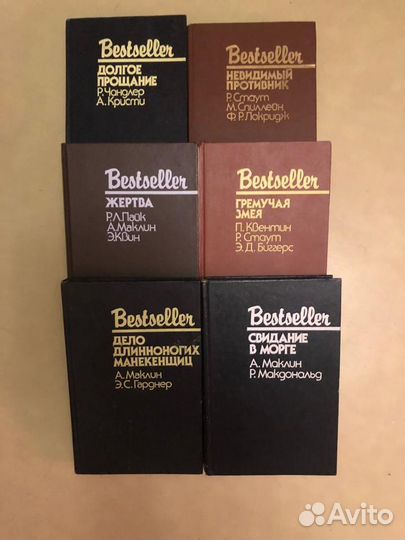 Bestseller
ДОЛГОЕ
ПРОЩАНИЕ
Р. Чандлер
А. Кристи
Bestseller
НЕВИДИМЫЙ
ПРОТИВНИК
Р. Стаут
М. Спиллейн
Ф. Р. Локридж
Bestseller
ЖЕРТВА
Р. Л. Пайк
А. Маклин
Э. Квин
Bestseller
ГРЕМУЧАЯ
ЗМЕЯ
П. Квентин
Р. Стаут
Э. Д. Биггерс
Bestseller
ДЕЛО
ДЛИННОНОГИХ
МАНЕКЕНЩИЦ
А. Маклин
Э. С. Гарднер
Bestseller
СВИДАНИЕ
В МОРГЕ
А. Маклин
Р. Макдональд
Avito